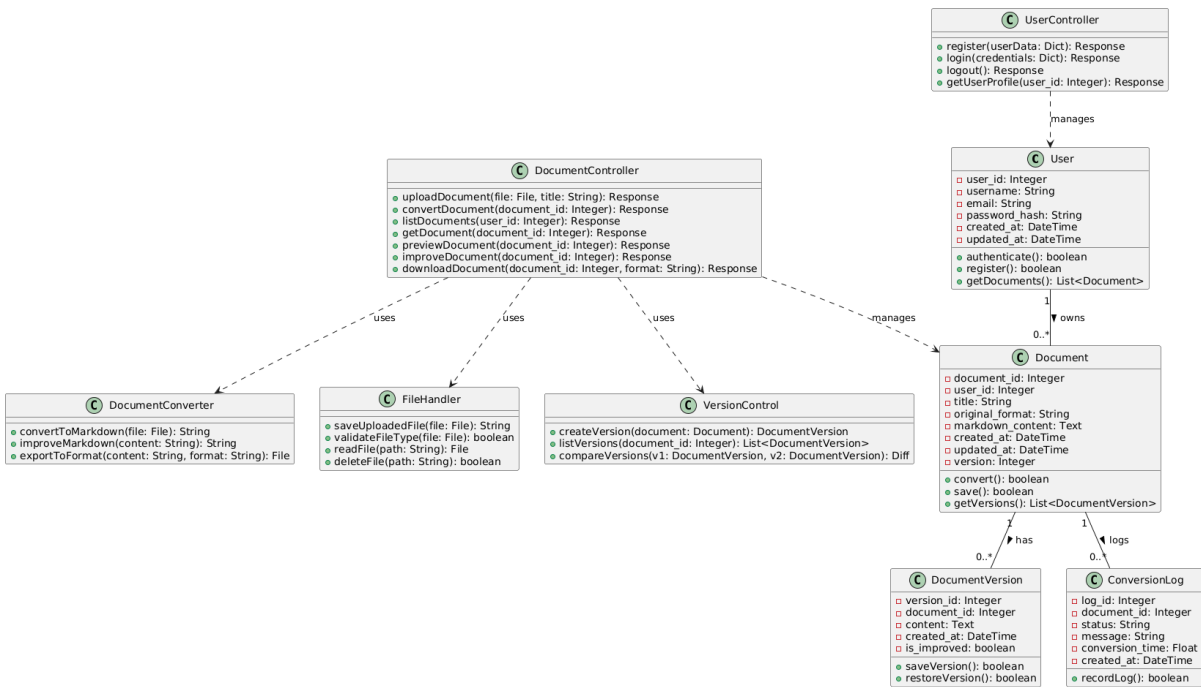 C UserController
register(userData: Dict): Response
login(credentials: Dict): Response
logout(): Response
getUserProfile(user_id: Integer): Response
manages
C User
user_id: Integer
username: String
email: String
password_hash: String
created_at: DateTime
updated_at: DateTime
authenticate(): boolean
register(): boolean
getDocuments(): List<Document>
C DocumentController
uploadDocument(file: File, title: String): Response
convertDocument(document_id: Integer): Response
listDocuments(user_id: Integer): Response
getDocument(document_id: Integer): Response
previewDocument(document_id: Integer): Response
improveDocument(document_id: Integer): Response
downloadDocument(document_id: Integer, format: String): Response
1
owns
0..*
uses
uses
uses
manages
C DocumentConverter
convertToMarkdown(file: File): String
improveMarkdown(content: String): String
exportToFormat(content: String, format: String): File
C FileHandler
saveUploadedFile(file: File): String
validateFileType(file: File): boolean
readFile(path: String): File
deleteFile(path: String): boolean
C VersionControl
createVersion(document: Document): DocumentVersion
listVersions(document_id: Integer): List<DocumentVersion>
compareVersions(v1: DocumentVersion, v2: DocumentVersion): Diff
C Document
document_id: Integer
user_id: Integer
title: String
original_format: String
markdown_content: Text
created_at: DateTime
updated_at: DateTime
version: Integer
convert(): boolean
save(): boolean
getVersions(): List<DocumentVersion>
1
has
0..*
1
logs
0..*
C DocumentVersion
version_id: Integer
document_id: Integer
content: Text
created_at: DateTime
is_improved: boolean
saveVersion(): boolean
restoreVersion(): boolean
C ConversionLog
log_id: Integer
document_id: Integer
status: String
message: String
conversion_time: Float
created_at: DateTime
recordLog(): boolean